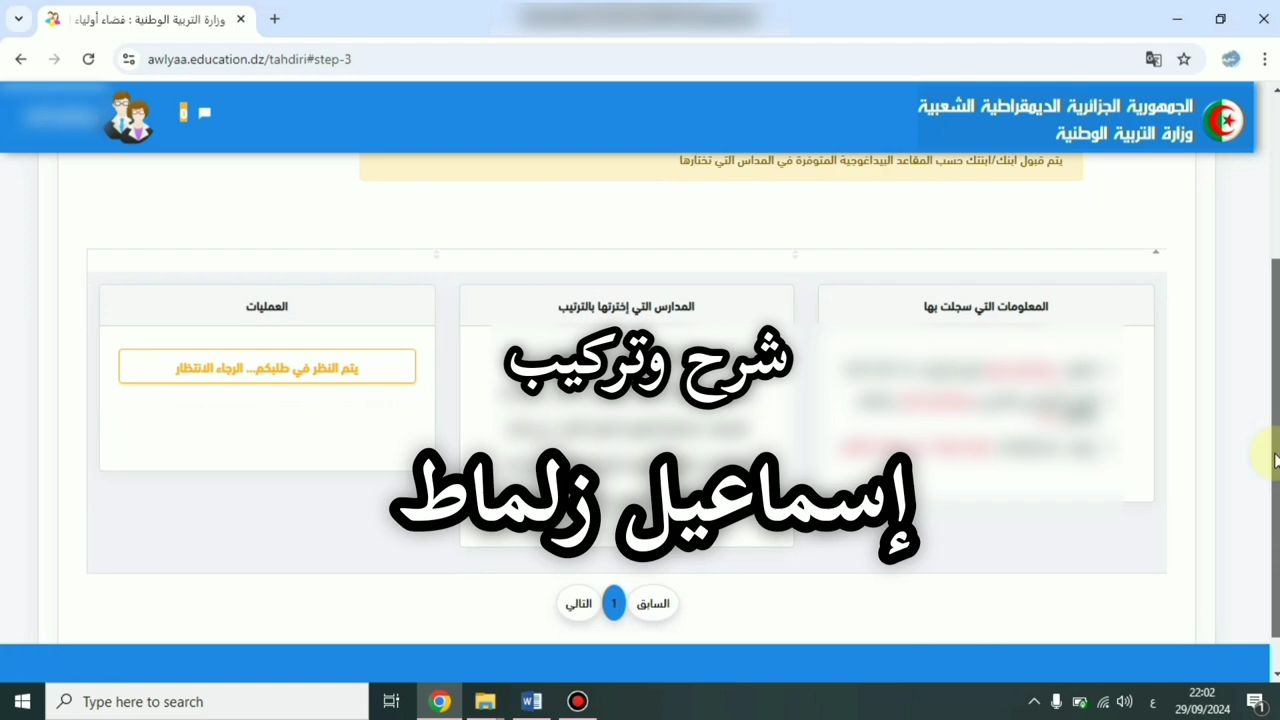 وزارة التربية الوطنية : فضاء أولياء
awlyaa.education.dz/tahdiri#step-3
الجمهورية الجزائرية الديمقراطية الشعبية
وزارة التربية الوطنية
0
يتم قبول ابنك/ابنتك حسب المقاعد البيداغوجية المتوفرة في المداس التي تختارها
المعلومات التي سجلت بها
المدارس التي إخترتها بالترتيب
العمليات
يتم النظر في طلبكم... الرجاء الانتظار
شرح وتركيب
إسماعيل زلماط
السابق
1
التالي
Type here to search
ع
22:02
29/09/2024
1